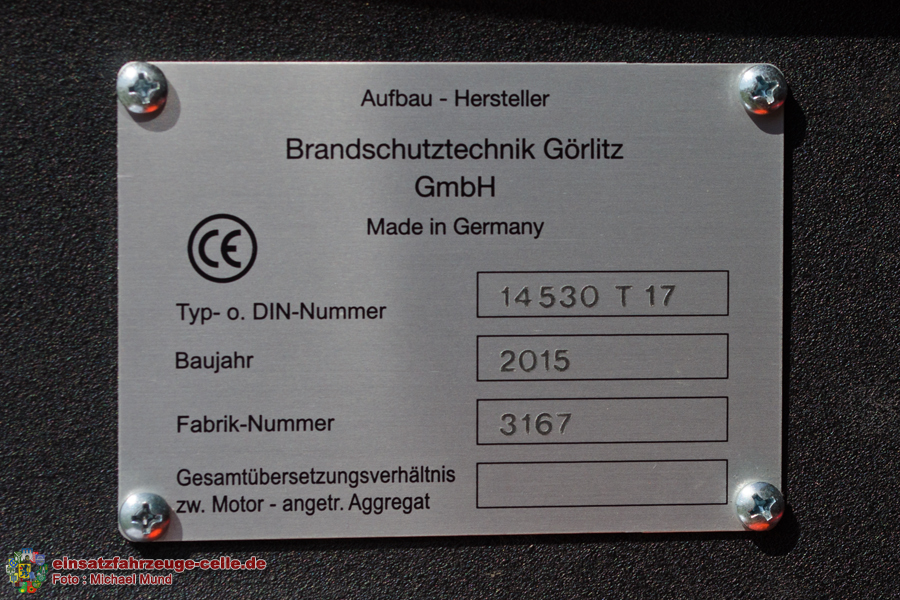 Aufbau - Hersteller
Brandschutztechnik Görlitz
GmbH
Made in Germany
CE
Typ- o. DIN-Nummer 14530 T 17
Baujahr 2015
Fabrik-Nummer 3167
Gesamtübersetzungsverhältnis
zw. Motor - angetr. Aggregat
einsatzfahrzeuge-celle.de
Foto : Michael Mund